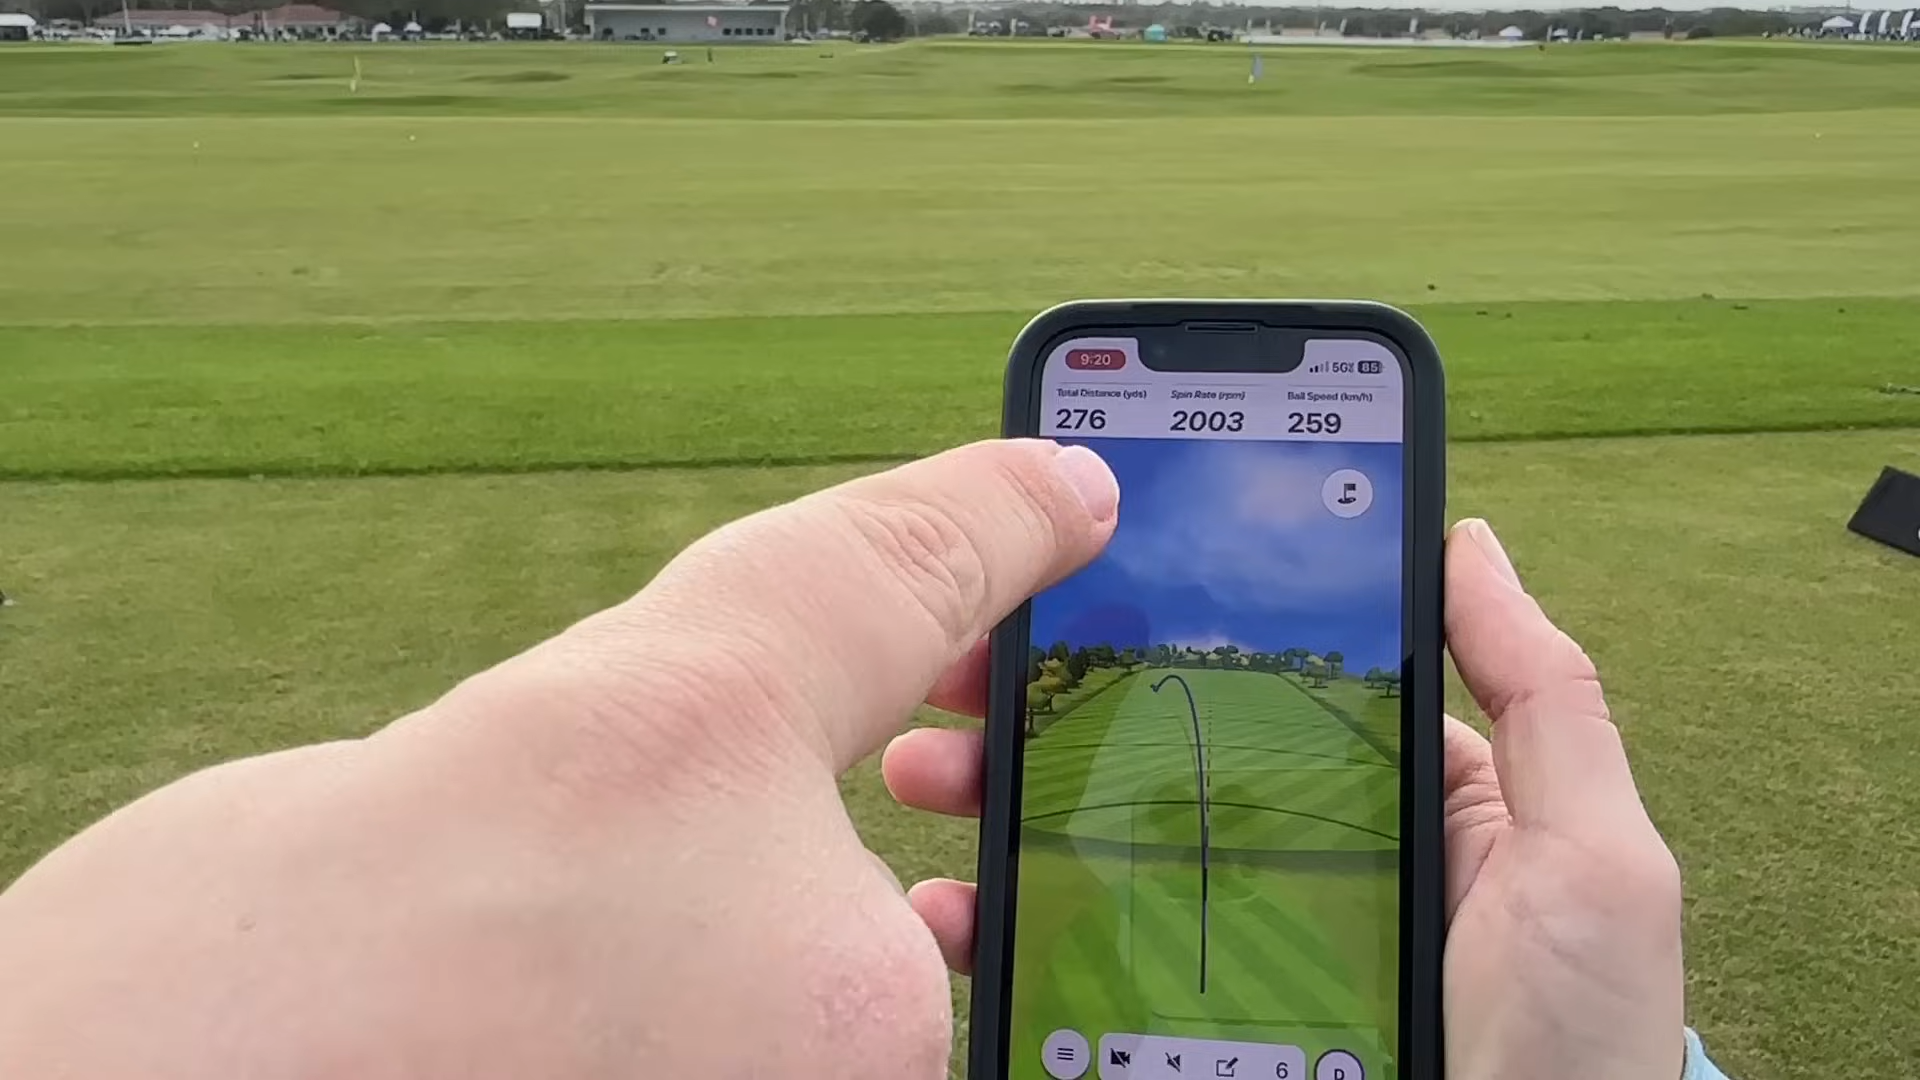 9:20 5G 85
Total Distance (yds) Spin Rate (rpm) Ball Speed (km/h)
276 2003 259
6 D